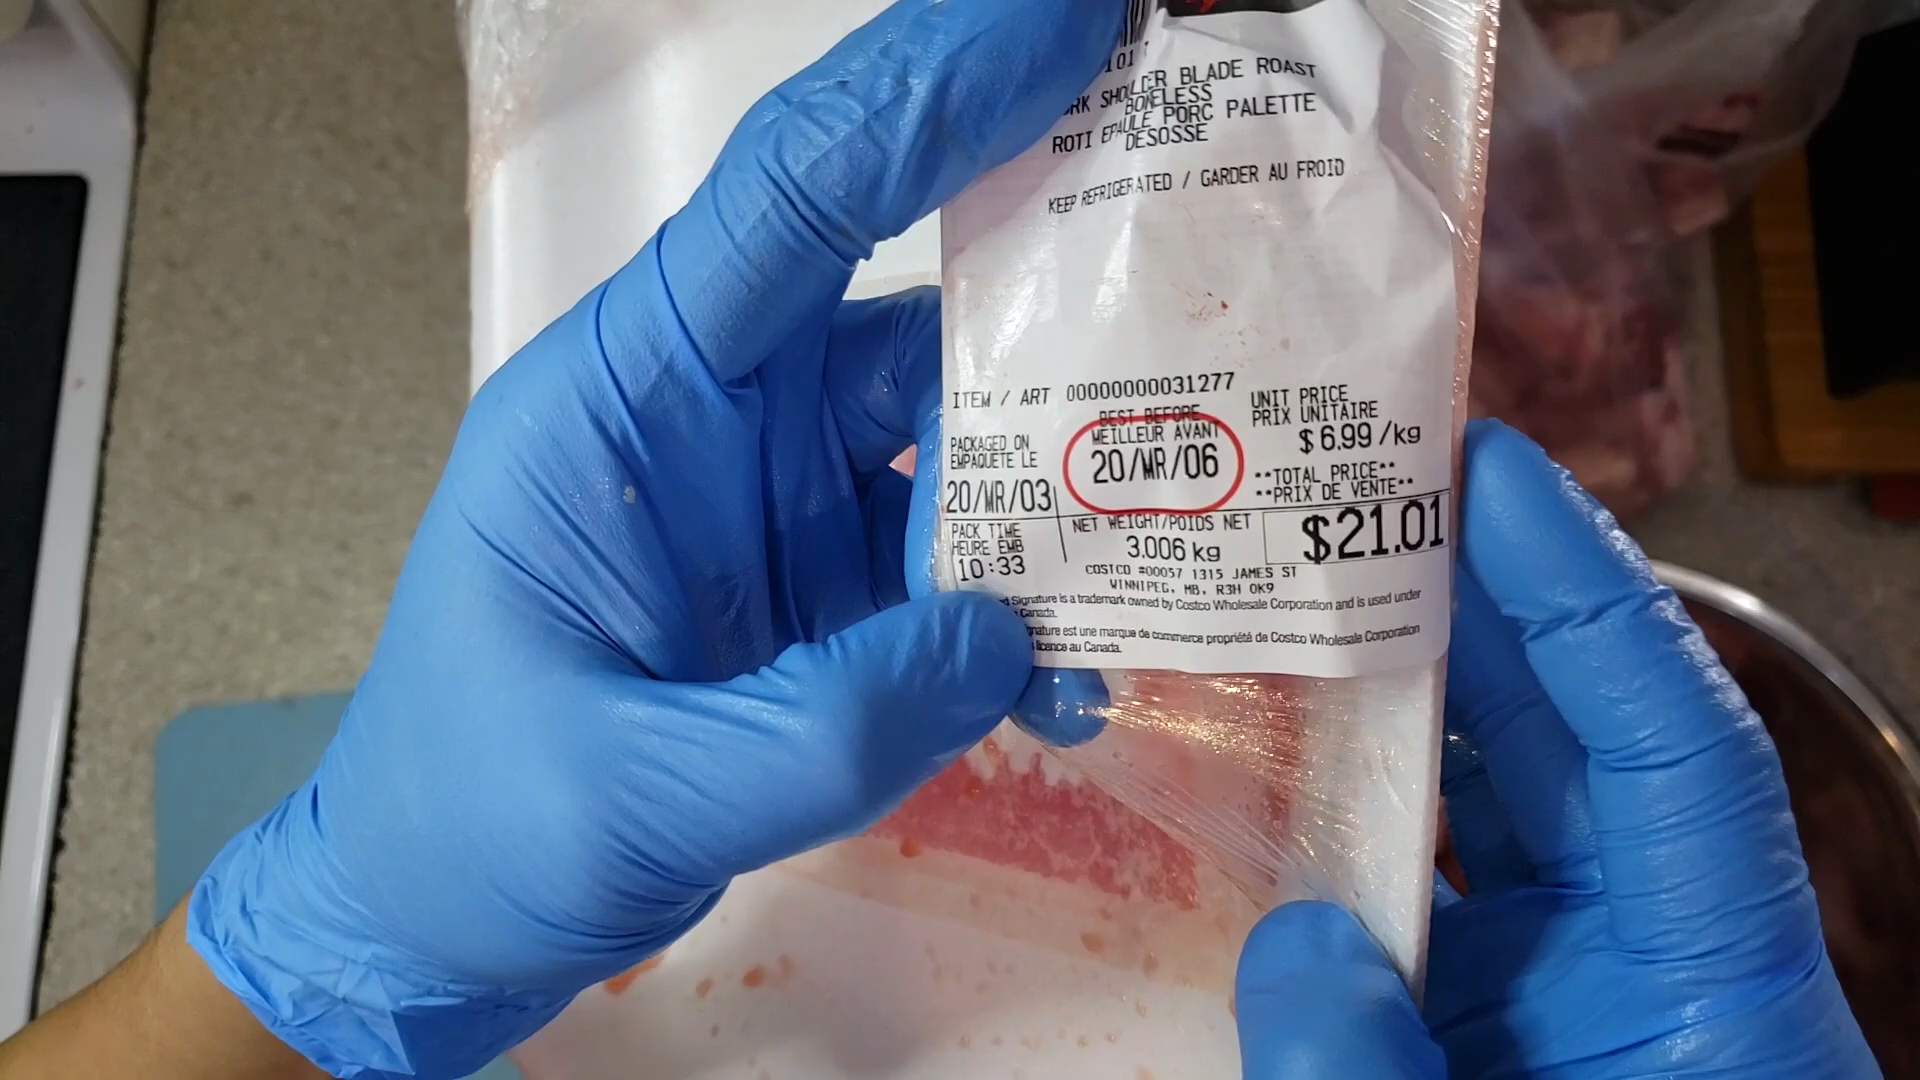 101
SHOULDER BLADE ROAST
BONELESS
ROTI EPAULE PORC PALETTE
DESOSSE
KEEP REFRIGERATED / GARDER AU FROID
ITEM / ART 00000000031277
PACKAGED ON
EMPAQUETE LE
20/MR/03
BEST BEFORE
MEILLEUR AVANT
20/MR/06
UNIT PRICE
PRIX UNITAIRE
$6.99/kg
**TOTAL PRICE**
**PRIX DE VENTE**
$21.01
PACK TIME
HEURE EMB
10:33
NET WEIGHT/POIDS NET
3.006 kg
COSTCO #00057 1315 JAMES ST
WINNIPEG, MB, R3H 0K9
Signature is a trademark owned by Costco Wholesale Corporation and is used under
Canada.
est une marque de commerce propriété de Costco Wholesale Corporation
licence au Canada.